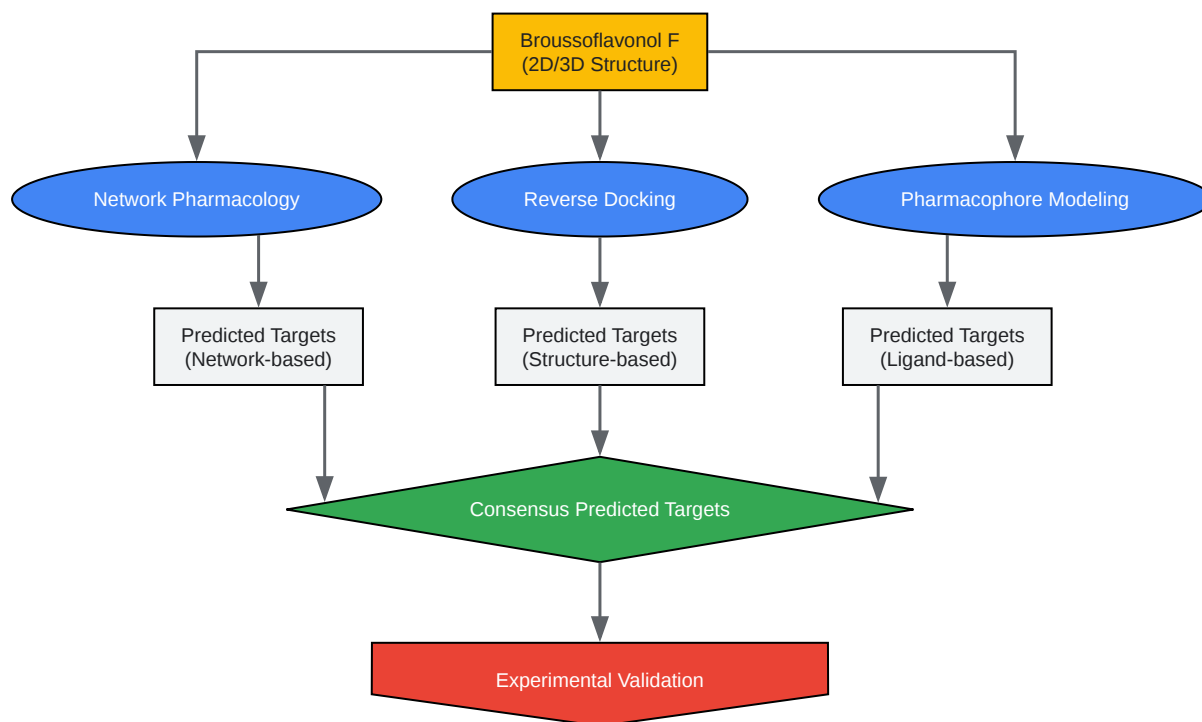 Broussoflavonol F
(2D/3D Structure)
Network Pharmacology
Reverse Docking
Pharmacophore Modeling
Predicted Targets
(Network-based)
Predicted Targets
(Structure-based)
Predicted Targets
(Ligand-based)
Consensus Predicted Targets
Experimental Validation